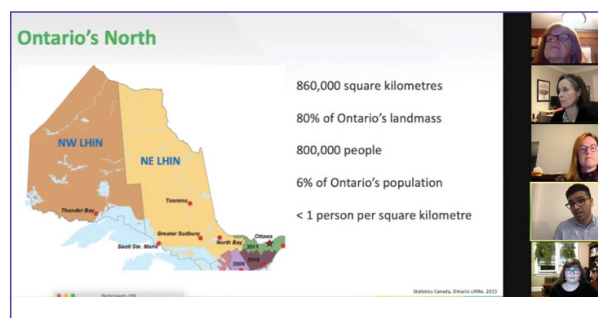 Ontario's North
860,000 square kilometres
80% of Ontario's landmass
800,000 people
6% of Ontario's population
< 1 person per square kilometre
NW LHIN
NE LHIN
Timmins
Thunder Bay
Greater Sudbury
North Bay
Ottawa
Sault Ste. Marie
2011
Statistics Canada, Ontario LHINs, 2015
Participants